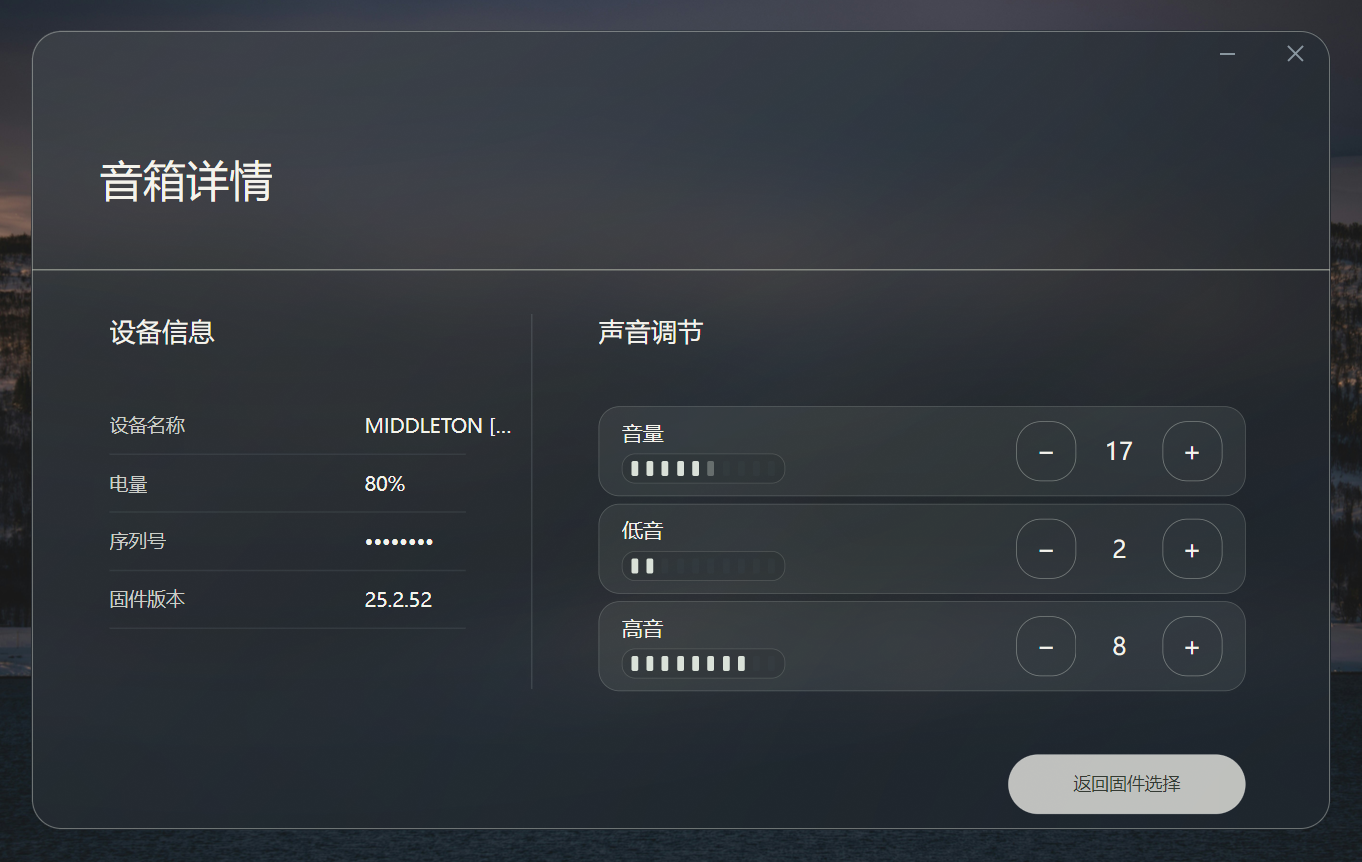 音箱详情
设备信息
设备名称 MIDDLETON [...
电量 80%
序列号 ••••••••
固件版本 25.2.52
声音调节
音量 − 17 +
低音 − 2 +
高音 − 8 +
返回固件选择